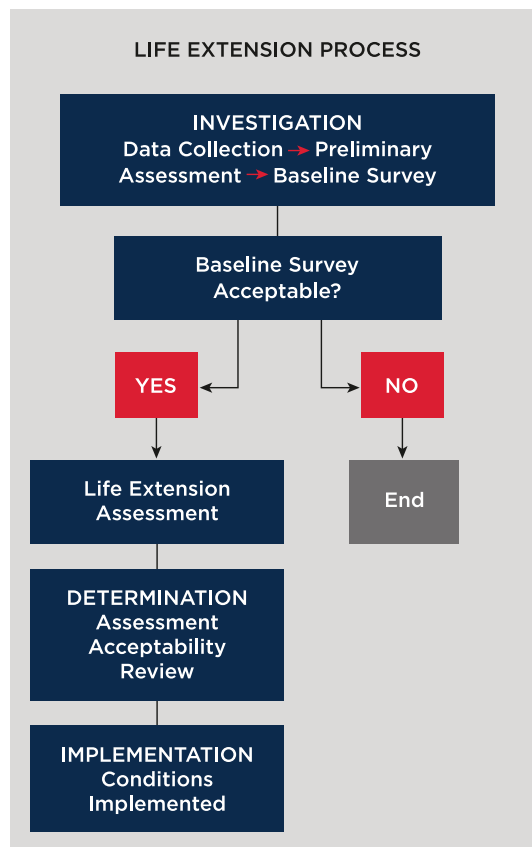 LIFE EXTENSION PROCESS
INVESTIGATION
Data Collection → Preliminary
Assessment → Baseline Survey
Baseline Survey
Acceptable?
YES
NO
Life Extension
Assessment
End
DETERMINATION
Assessment
Acceptability
Review
IMPLEMENTATION
Conditions
Implemented